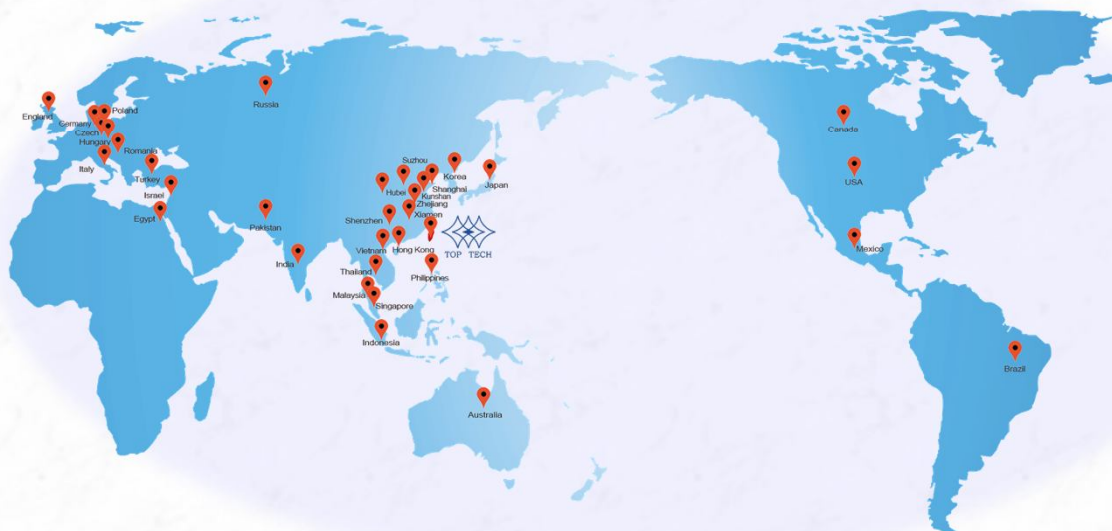 England
Poland
Germany
Czech
Hungary
Romania
Italy
Turkey
Israel
Egypt
Russia
Pakistan
India
Suzhou
Korea
Japan
Hubei
Shanghai
Kunshan
Zhejiang
Xiamen
Shenzhen
Vietnam
Hong Kong
TOP TECH
Thailand
Philippines
Malaysia
Singapore
Indonesia
Australia
Canada
USA
Mexico
Brazil